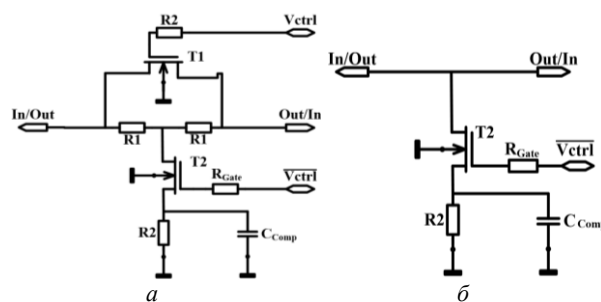 R2
Vctrl
T1
In/Out
Out/In
R1
R1
T2
RGate
Vctrl
R2
CComp
а
In/Out
Out/In
T2
RGate
Vctrl
R2
CCom
б